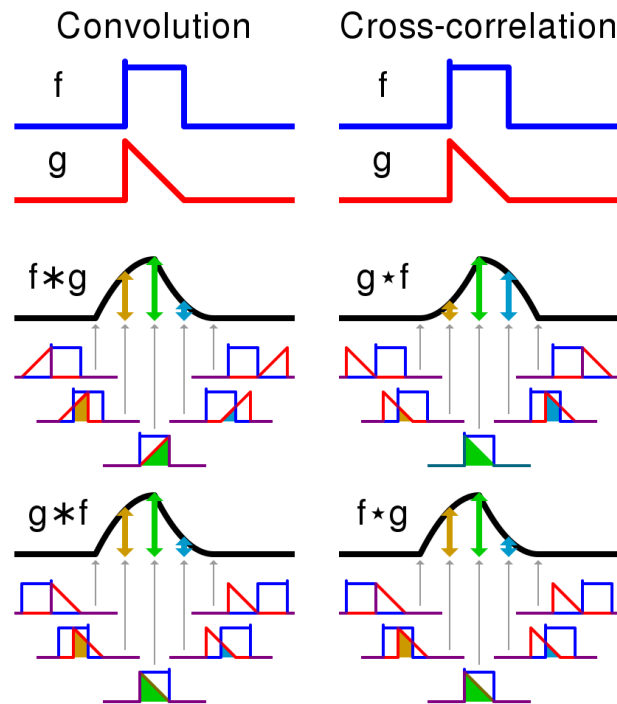 Convolution
Cross-correlation
f
f
g
g
f∗g
g⋆f
g∗f
f⋆g